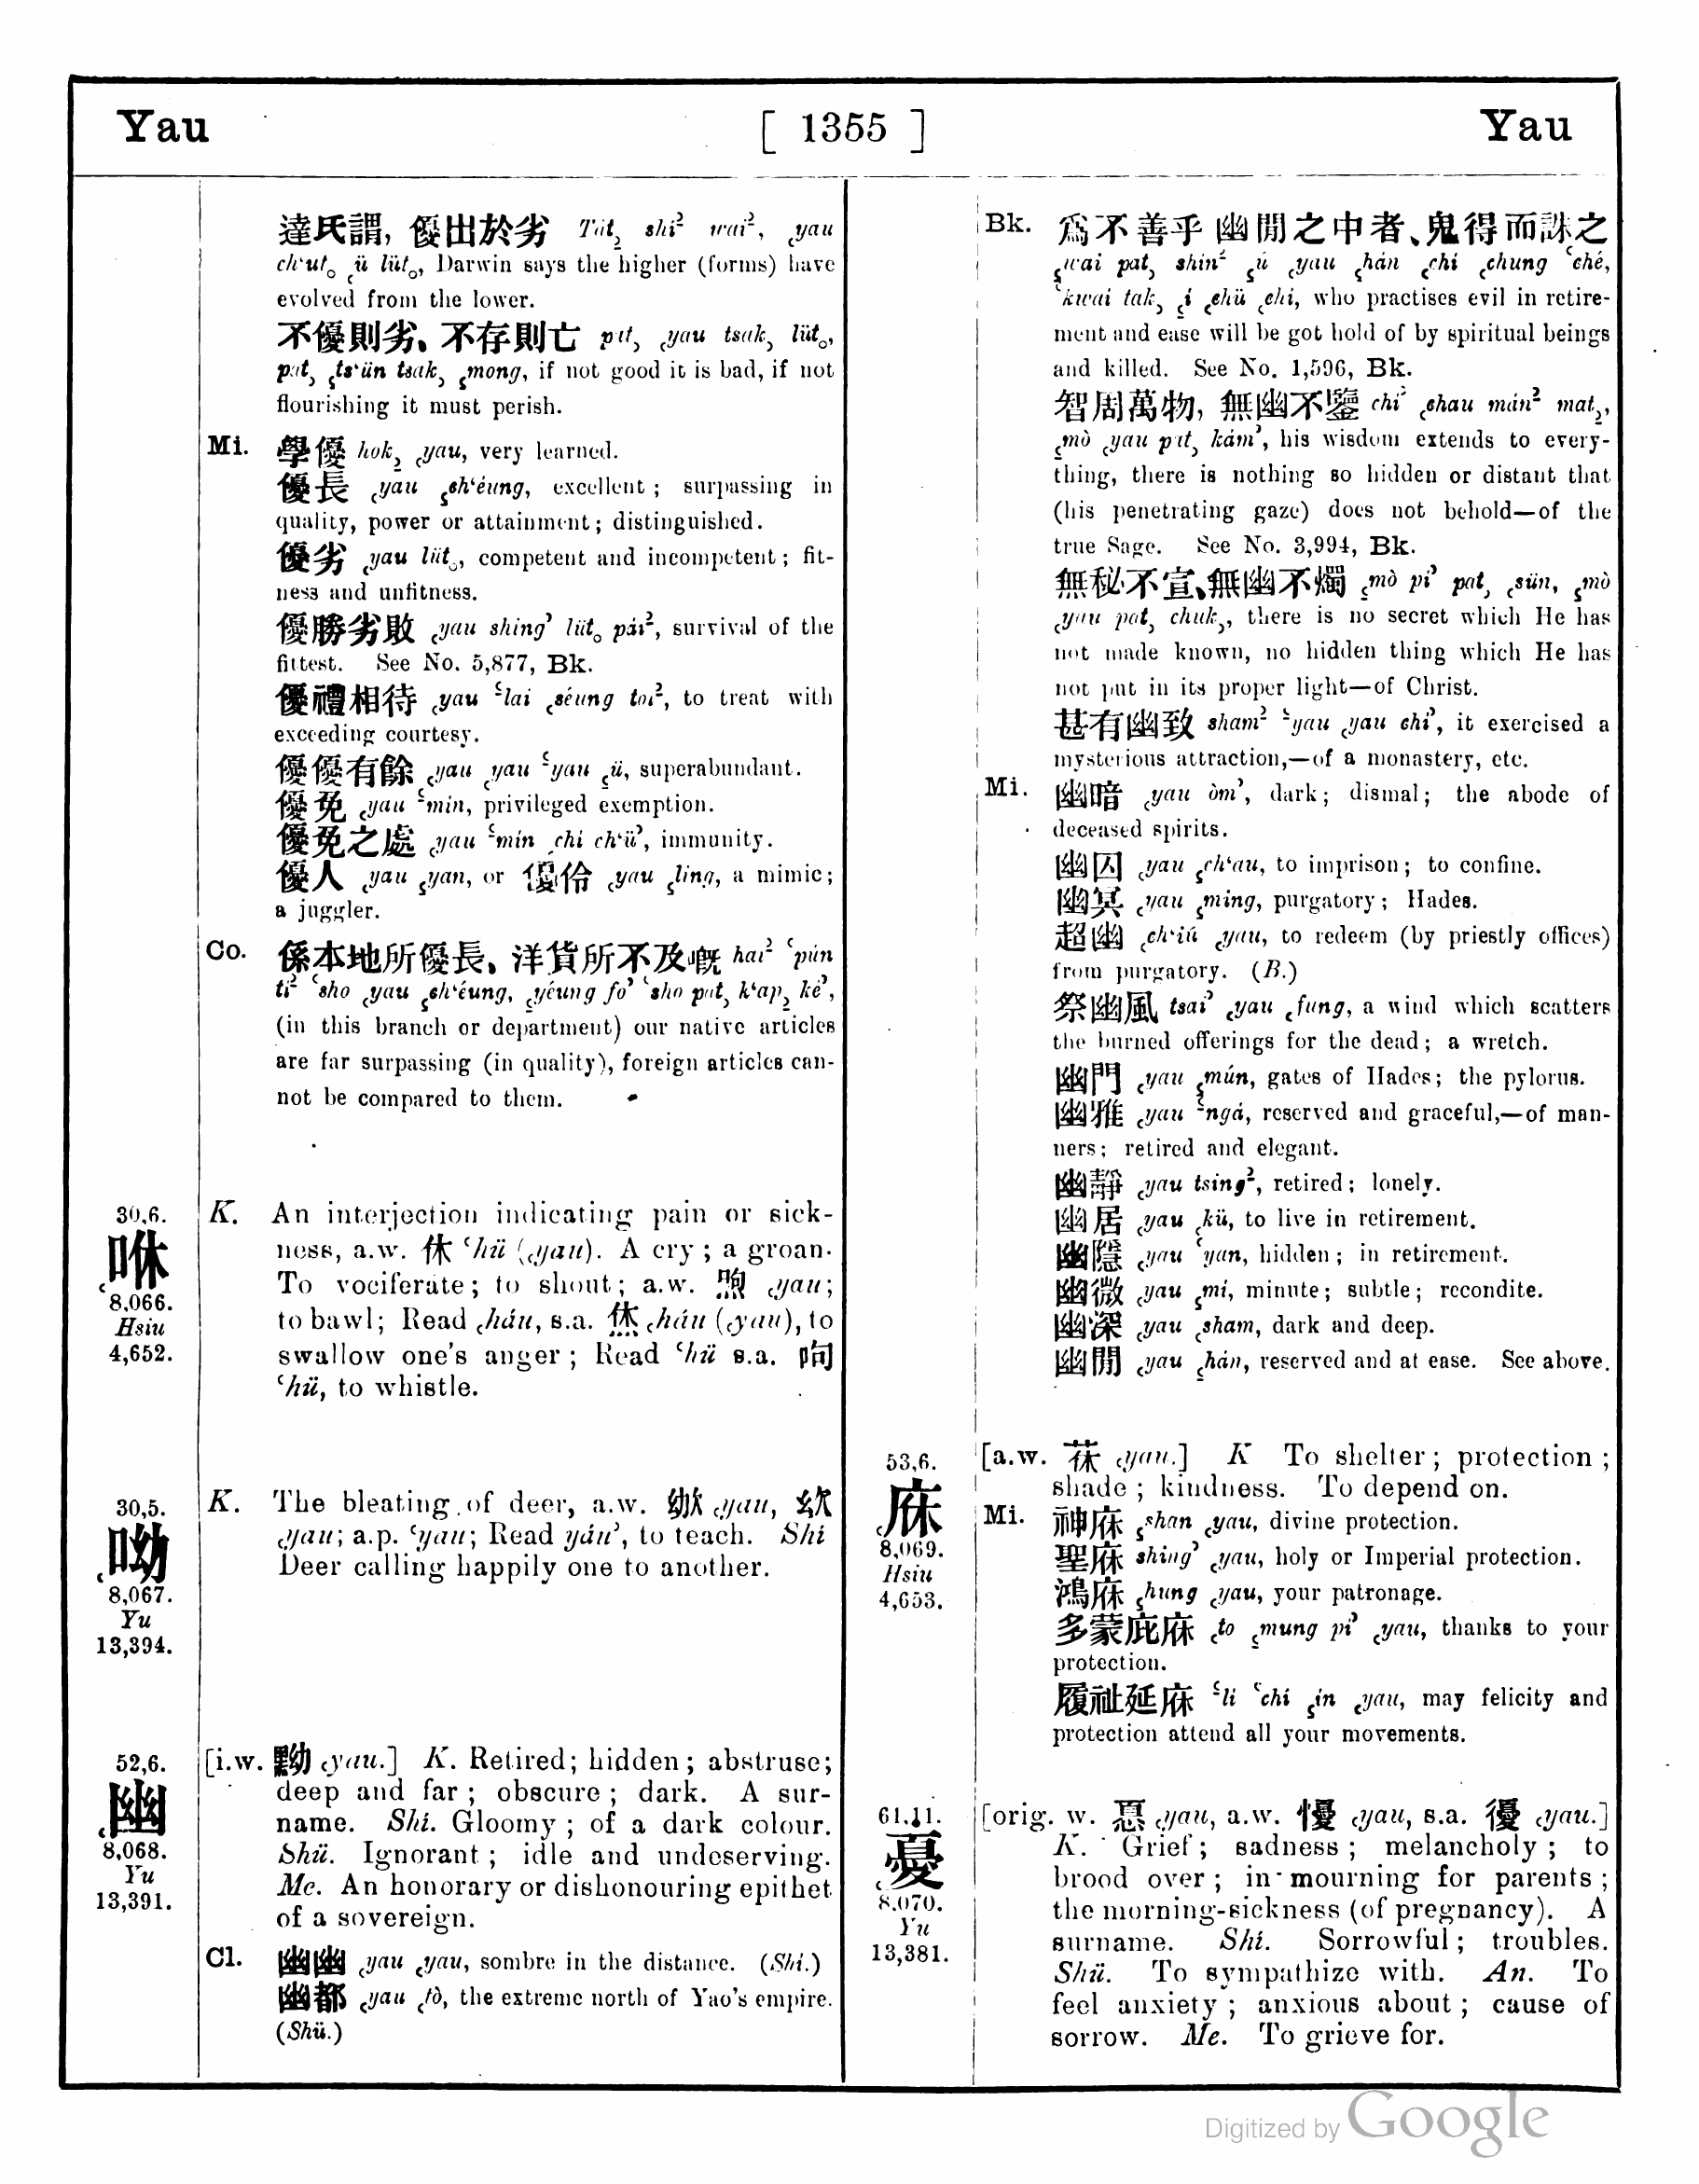 Yau [ 1355 ] Yau
達氏謂, 優出於劣 Tát꜇ shí² wai², ꜀yau
ch‘ut꜀ ꜀ü lüt꜀, Darwin says the higher (forms) have
evolved from the lower.
不優則劣、不存則亡 pat꜇ ꜀yau tsak꜇ lüt꜀,
pat꜇ ꜁ts‘ün tsak꜇ ꜁mong, if not good it is bad, if not
flourishing it must perish.
Mi. 學優 hok꜇ ꜀yau, very learned.
優長 ꜀yau ꜁ch‘éung, excellent; surpassing in
quality, power or attainment; distinguished.
優劣 ꜀yau lüt꜀, competent and incompetent; fit-
ness and unfitness.
優勝劣敗 ꜀yau shing’ lüt꜀ pái², survival of the
fittest. See No. 5,877, Bk.
優禮相待 ꜀yau ‘lai ꜀séung toi², to treat with
exceeding courtesy.
優優有餘 ꜀yau ꜀yau ‘yau ꜁ü, superabundant.
優免 ꜀yau ‘mín, privileged exemption.
優免之處 ꜀yau ‘mín ꜀chi ch‘ü’, immunity.
優人 ꜀yau ꜁yan, or 優伶 ꜀yau ꜁ling, a mimic;
a juggler.
Co. 係本地所優長、洋貨所不及嘅 hai² ‘pún
tí² ‘sho ꜀yau ꜁ch‘éung, ꜁yéung fo’ ‘sho pat꜇ k‘ap꜇ ké’,
(in this branch or department) our native articles
are far surpassing (in quality), foreign articles can-
not be compared to them.
30,6.
咻
8,066.
Hsiu
4,652.
K. An interjection indicating pain or sick-
ness, a.w. 休 ‘hü (꜀yau). A cry; a groan.
To vociferate; to shout; a.w. 喣 ꜀yau;
to bawl; Read ꜀háu, s.a. 烋 ꜀háu (꜀yau), to
swallow one's anger; Read ‘hü s.a. 呴
‘hü, to whistle.
30,5.
呦
8,067.
Yu
13,394.
K. The bleating of deer, a.w. 㕱 ꜀yau, 㰶
꜀yau; a.p. ‘yau; Read yáu’, to teach. Shi
Deer calling happily one to another.
52,6.
幽
8,068.
Yu
13,391.
[i.w. 黝 ꜀yau.] K. Retired; hidden; abstruse;
deep and far; obscure; dark. A sur-
name. Shi. Gloomy; of a dark colour.
Shü. Ignorant; idle and undeserving.
Me. An honorary or dishonouring epithet
of a sovereign.
Cl. 幽幽 ꜀yau ꜀yau, sombre in the distance. (Shi.)
幽都 ꜀yau ꜀tò, the extreme north of Yao's empire.
(Shü.)
Bk. 爲不善乎幽閒之中者、鬼得而誅之
꜁wai pat꜇ shín² ꜁ú ꜀yau ꜁hán ꜀chi ꜀chung ‘ché,
‘kwai tak꜇ ꜁í ꜀chü ꜀chi, who practises evil in retire-
ment and ease will be got hold of by spiritual beings
and killed. See No. 1,596, Bk.
智周萬物, 無幽不鑒 chí’ ꜀chau mán² mat꜇,
꜁mò ꜀yau pat꜇ kám’, his wisdom extends to every-
thing, there is nothing so hidden or distant that
(his penetrating gaze) does not behold—of the
true Sage. See No. 3,994, Bk.
無秘不宣、無幽不燭 ꜁mò pí’ pat꜇ ꜀sün, ꜁mò
꜀yau pat꜇ chuk꜇, there is no secret which He has
not made known, no hidden thing which He has
not put in its proper light—of Christ.
甚有幽致 sham² ‘yau ꜀yau chí’, it exercised a
mysterious attraction,—of a monastery, etc.
Mi. 幽暗 ꜀yau òm’, dark; dismal; the abode of
deceased spirits.
幽囚 ꜀yau ꜁ch‘au, to imprison; to confine.
幽冥 ꜀yau ꜁ming, purgatory; Hades.
超幽 ꜀ch‘iú ꜀yau, to redeem (by priestly offices)
from purgatory. (B.)
祭幽風 tsai’ ꜀yau ꜀fung, a wind which scatters
the burned offerings for the dead; a wretch.
幽門 ꜀yau ꜁mún, gates of Hades; the pylorus.
幽雅 ꜀yau ‘ngá, reserved and graceful,—of man-
ners; retired and elegant.
幽靜 ꜀yau tsing², retired; lonely.
幽居 ꜀yau ꜀kü, to live in retirement.
幽隱 ꜀yau ‘yan, hidden; in retirement.
幽微 ꜀yau ꜁mí, minute; subtle; recondite.
幽深 ꜀yau ꜀sham, dark and deep.
幽閒 ꜀yau ꜁hán, reserved and at ease. See above.
53,6.
庥
8,069.
Hsiu
4,653.
[a.w. 茠 ꜀yau.] K To shelter; protection;
shade; kindness. To depend on.
Mi. 神庥 ꜁shan ꜀yau, divine protection.
聖庥 shing’ ꜀yau, holy or Imperial protection.
鴻庥 ꜁hung ꜀yau, your patronage.
多蒙庇庥 ꜀to ꜁mung pí’ ꜀yau, thanks to your
protection.
履祉延庥 ‘li ‘chí ꜁ín ꜀yau, may felicity and
protection attend all your movements.
61,11.
憂
8,070.
Yu
13,381.
[orig. w. 惪 ꜀yau, a.w. 懮 ꜀yau, s.a. 優 ꜀yau.]
K. Grief; sadness; melancholy; to
brood over; in mourning for parents;
the morning-sickness (of pregnancy). A
surname. Shi. Sorrowful; troubles.
Shü. To sympathize with. An. To
feel anxiety; anxious about; cause of
sorrow. Me. To grieve for.
Digitized by Google